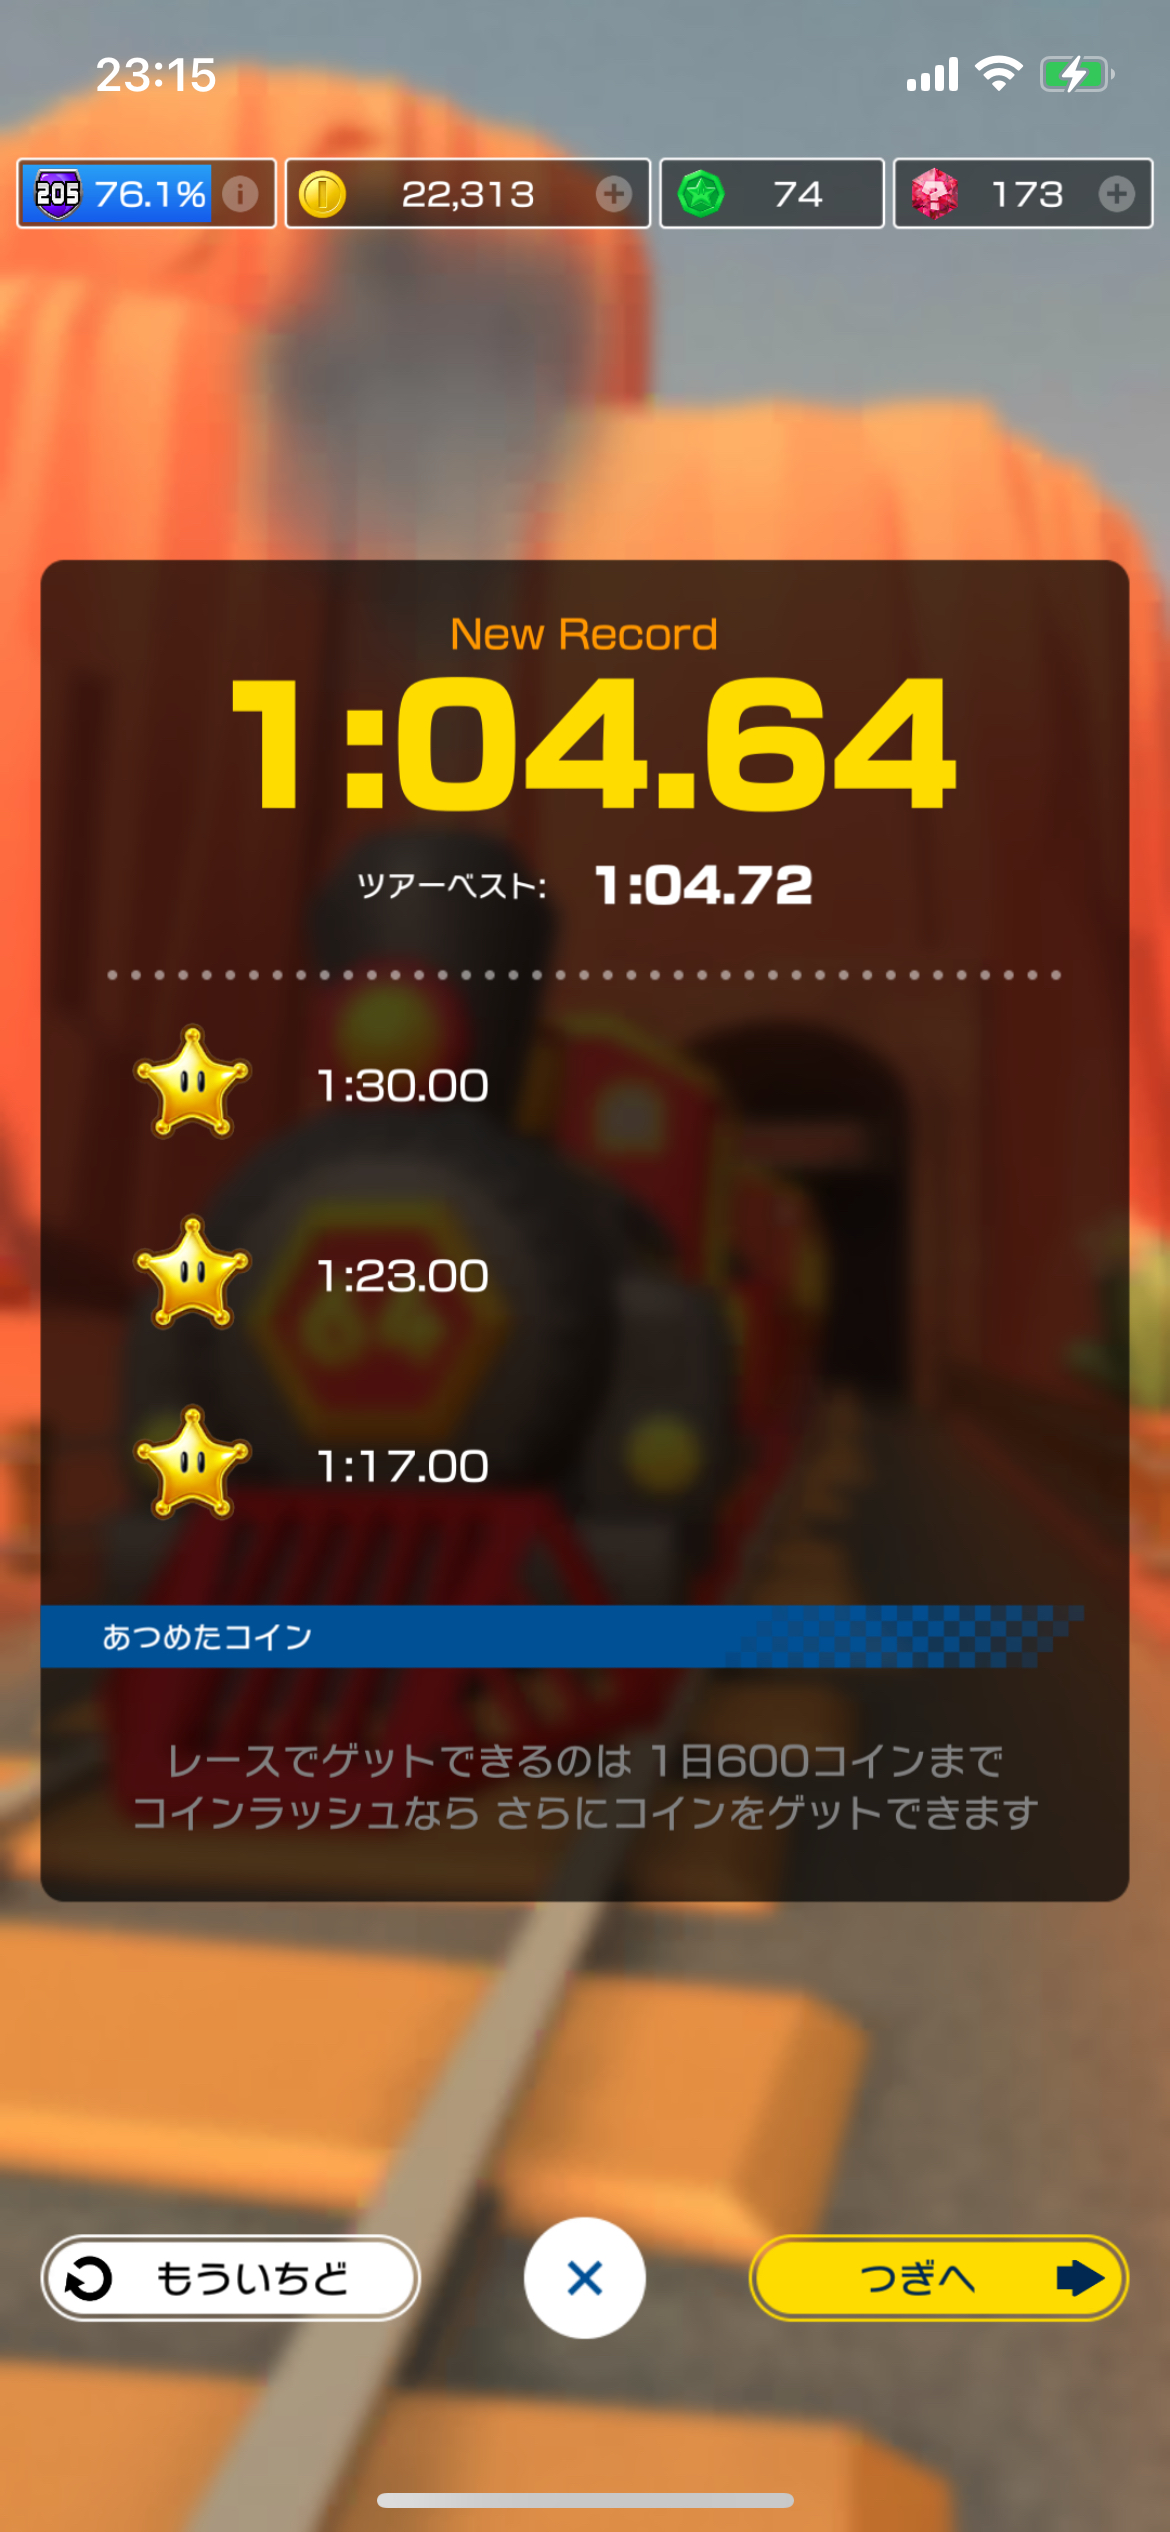 23:15
205 76.1% i 22,313 + 74 173 +
New Record
1:04.64
ツアーベスト: 1:04.72
1:30.00
1:23.00
64
1:17.00
あつめたコイン
レースでゲットできるのは 1日600コインまで
コインラッシュなら さらにコインをゲットできます
もういちど × つぎへ